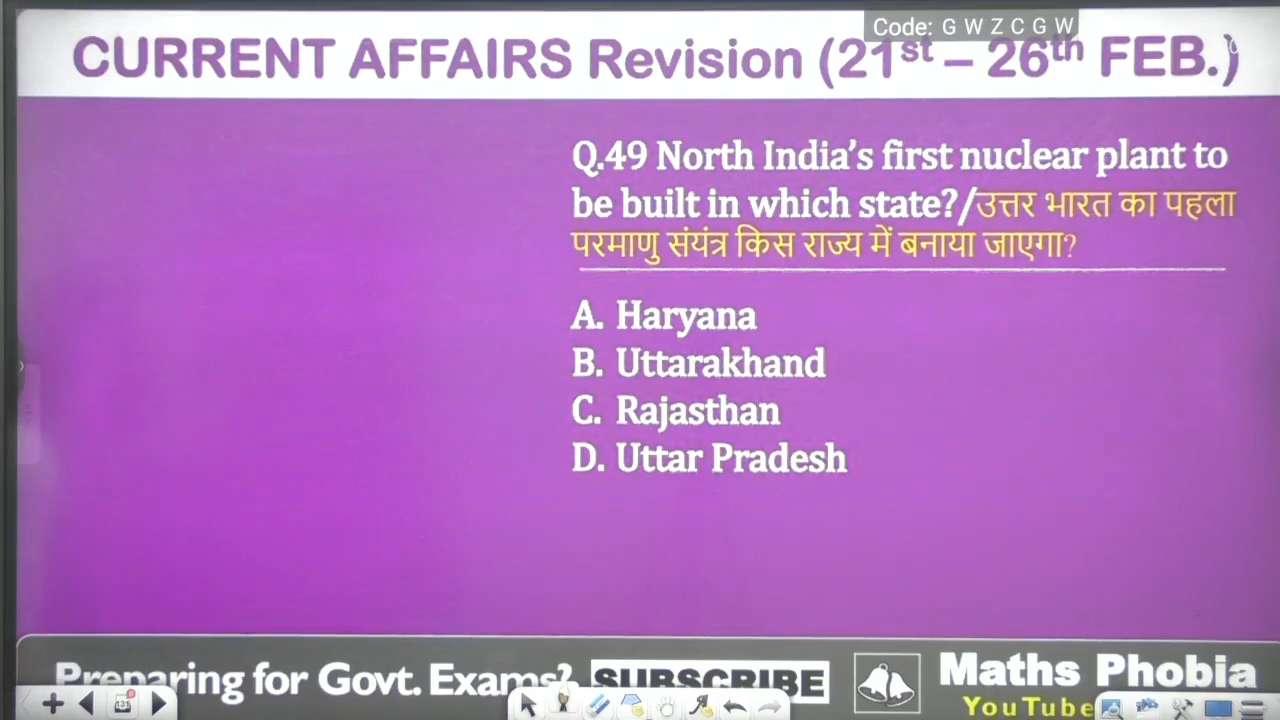 Code: G W Z C G W
CURRENT AFFAIRS Revision (21st – 26th FEB.)
Q.49 North India's first nuclear plant to
be built in which state?/उत्तर भारत का पहला
परमाणु संयंत्र किस राज्य में बनाया जाएगा?
A. Haryana
B. Uttarakhand
C. Rajasthan
D. Uttar Pradesh
Preparing for Govt. Exams? SUBSCRIBE
Maths Phobia
YouTube